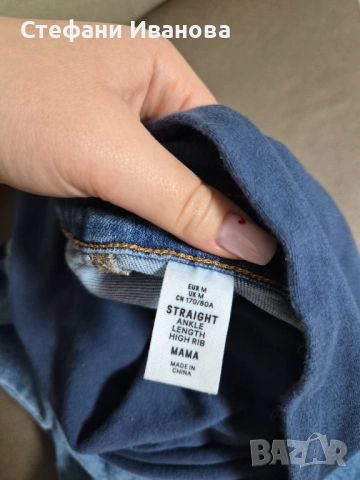 Стефани Иванова
EUR M
UK M
CN 170/80A
STRAIGHT
ANKLE
LENGTH
HIGH RIB
MAMA
MADE IN
CHINA
BAZAR